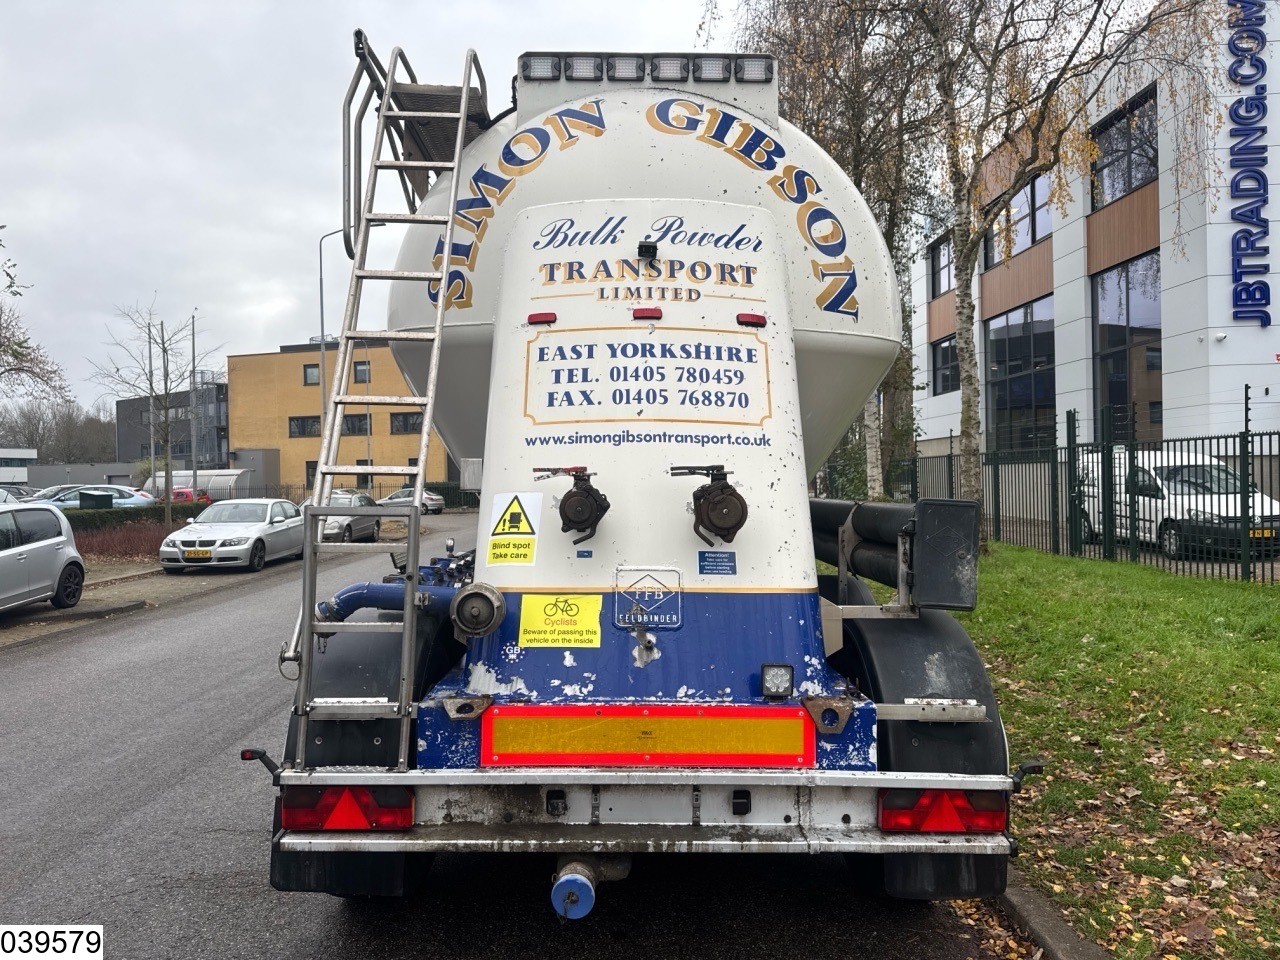 SIMON GIBSON
Bulk Powder
TRANSPORT
LIMITED
EAST YORKSHIRE
TEL. 01405 780459
FAX. 01405 768870
www.simongibsontransport.co.uk
Blind spot
Take care
Attention!
FFB
FELDBINDER
Cyclists
Beware of passing this
vehicle on the inside
GB
JBTRADING.COM
039579